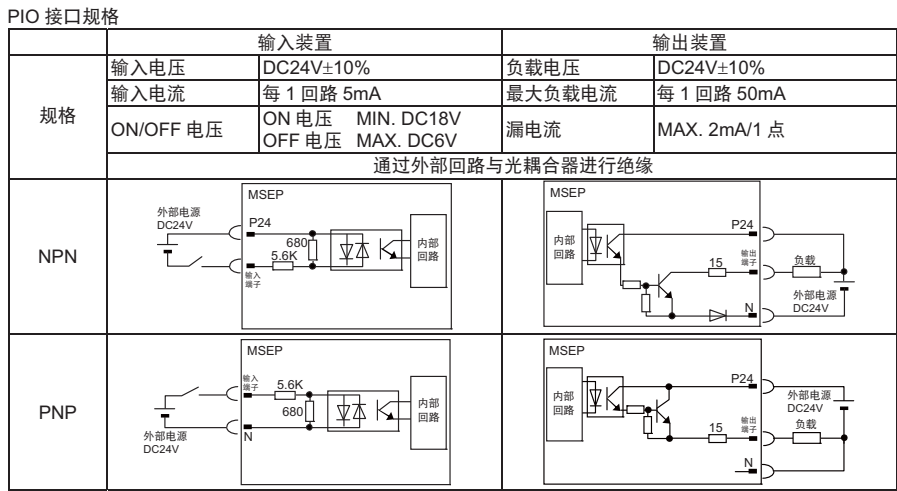 PIO 接口规格
输入装置 输出装置
规格
输入电压 DC24V±10% 负载电压 DC24V±10%
输入电流 每 1 回路 5mA 最大负载电流 每 1 回路 50mA
ON/OFF 电压
ON 电压 MIN. DC18V
OFF 电压 MAX. DC6V
漏电流 MAX. 2mA/1 点
通过外部回路与光耦合器进行绝缘
NPN
MSEP
外部电源
DC24V
P24
680
5.6K
输入
端子
内部
回路
MSEP
内部
回路
P24
15
输出
端子
负载
外部电源
DC24V
N
PNP
MSEP
输入
端子
5.6K
680
N
外部电源
DC24V
内部
回路
MSEP
内部
回路
P24
外部电源
DC24V
15
输出
端子
负载
N